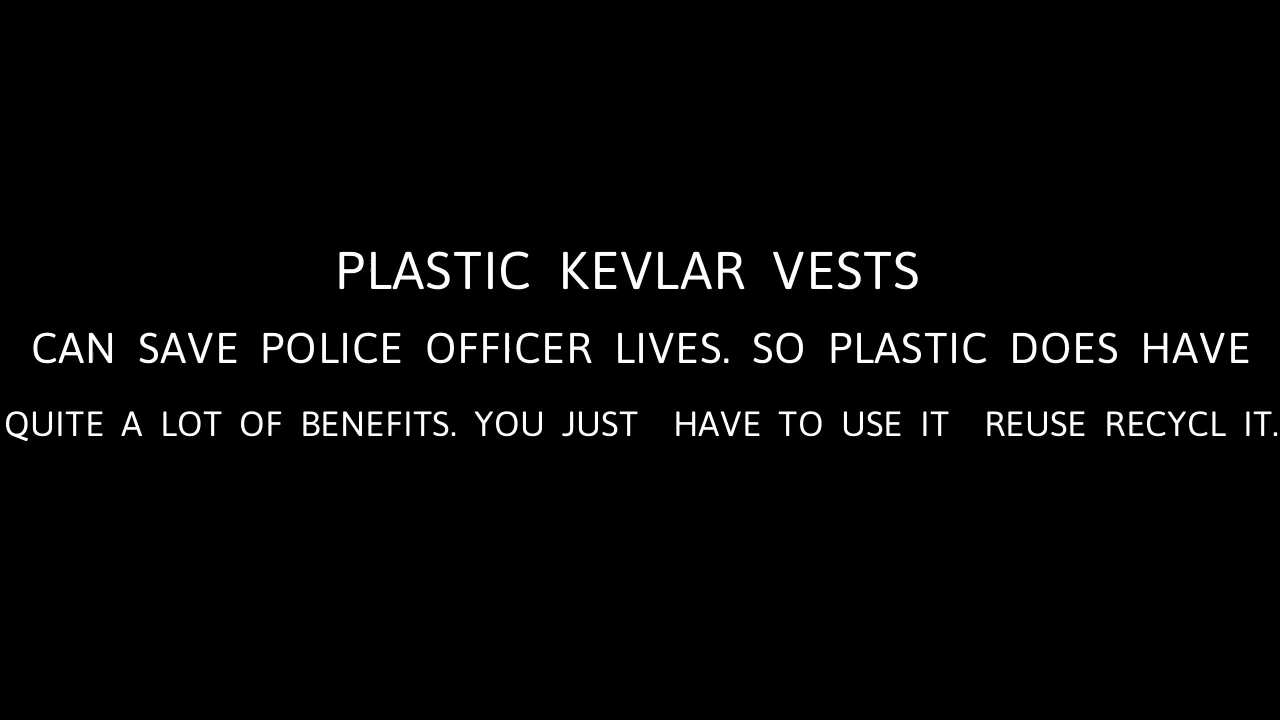 PLASTIC KEVLAR VESTS
CAN SAVE POLICE OFFICER LIVES. SO PLASTIC DOES HAVE
QUITE A LOT OF BENEFITS. YOU JUST HAVE TO USE IT REUSE RECYCL IT.